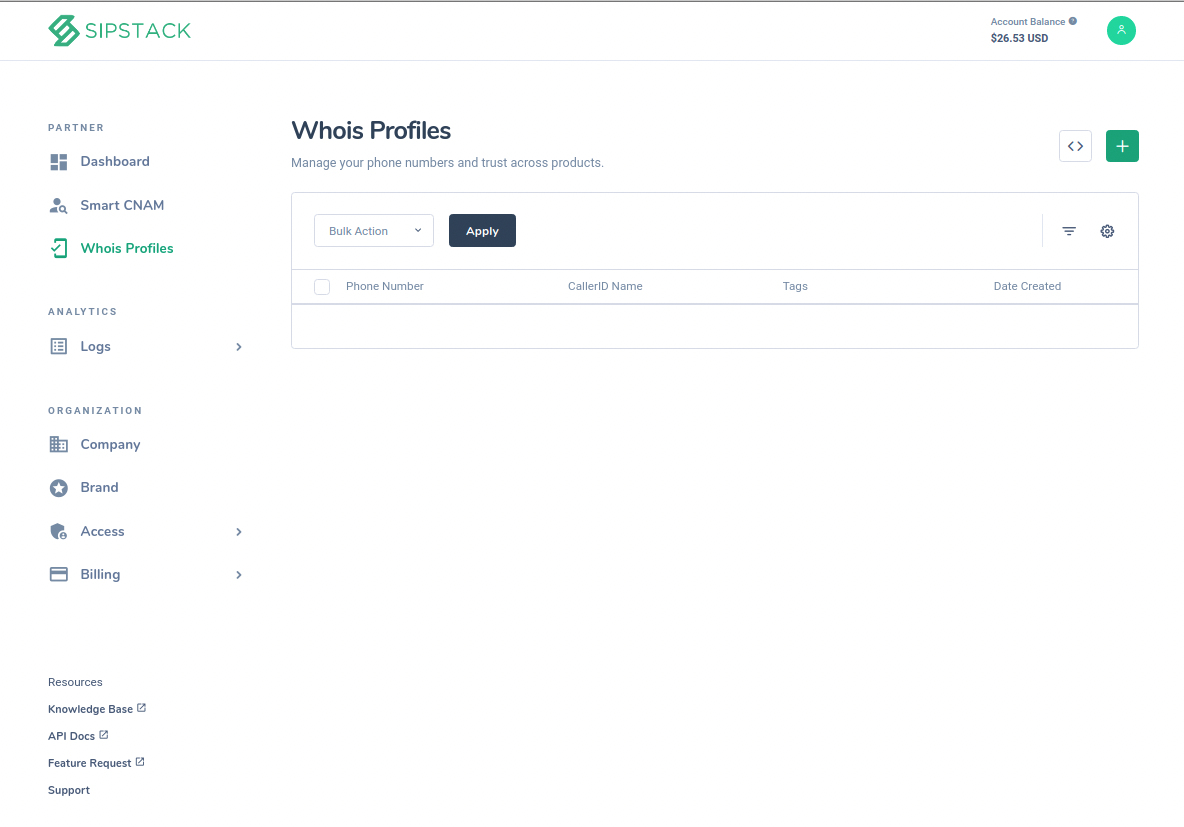 SIPSTACK
Account Balance
$26.53 USD
PARTNER
Dashboard
Smart CNAM
Whois Profiles
ANALYTICS
Logs
ORGANIZATION
Company
Brand
Access
Billing
Resources
Knowledge Base
API Docs
Feature Request
Support
Whois Profiles
Manage your phone numbers and trust across products.
Bulk Action
Apply
Phone Number CallerID Name Tags Date Created